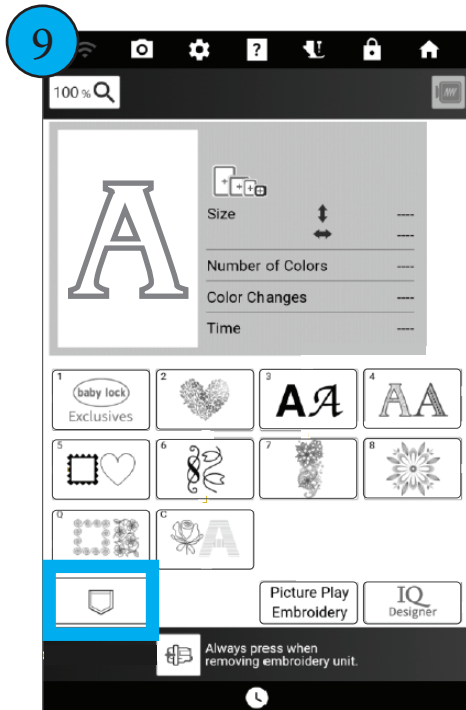 9
?
100 %
Size ----
----
Number of Colors ----
Color Changes ----
Time ----
A
1
baby lock
Exclusives
2
3
AA
4
AA
5
6
7
8
Q
C
A
Picture Play
Embroidery
IQ
Designer
Always press when
removing embroidery unit.